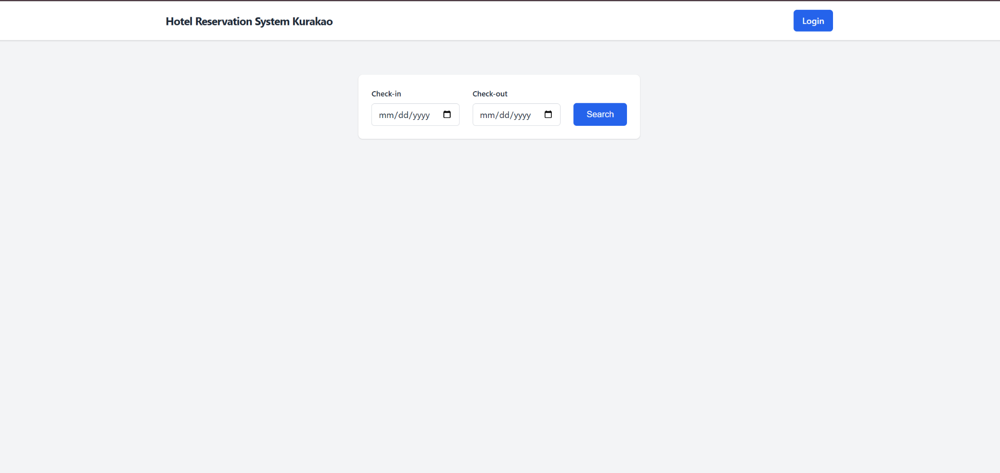 Hotel Reservation System Kurakao
Login
Check-in
Check-out
mm/dd/yyyy
mm/dd/yyyy
Search